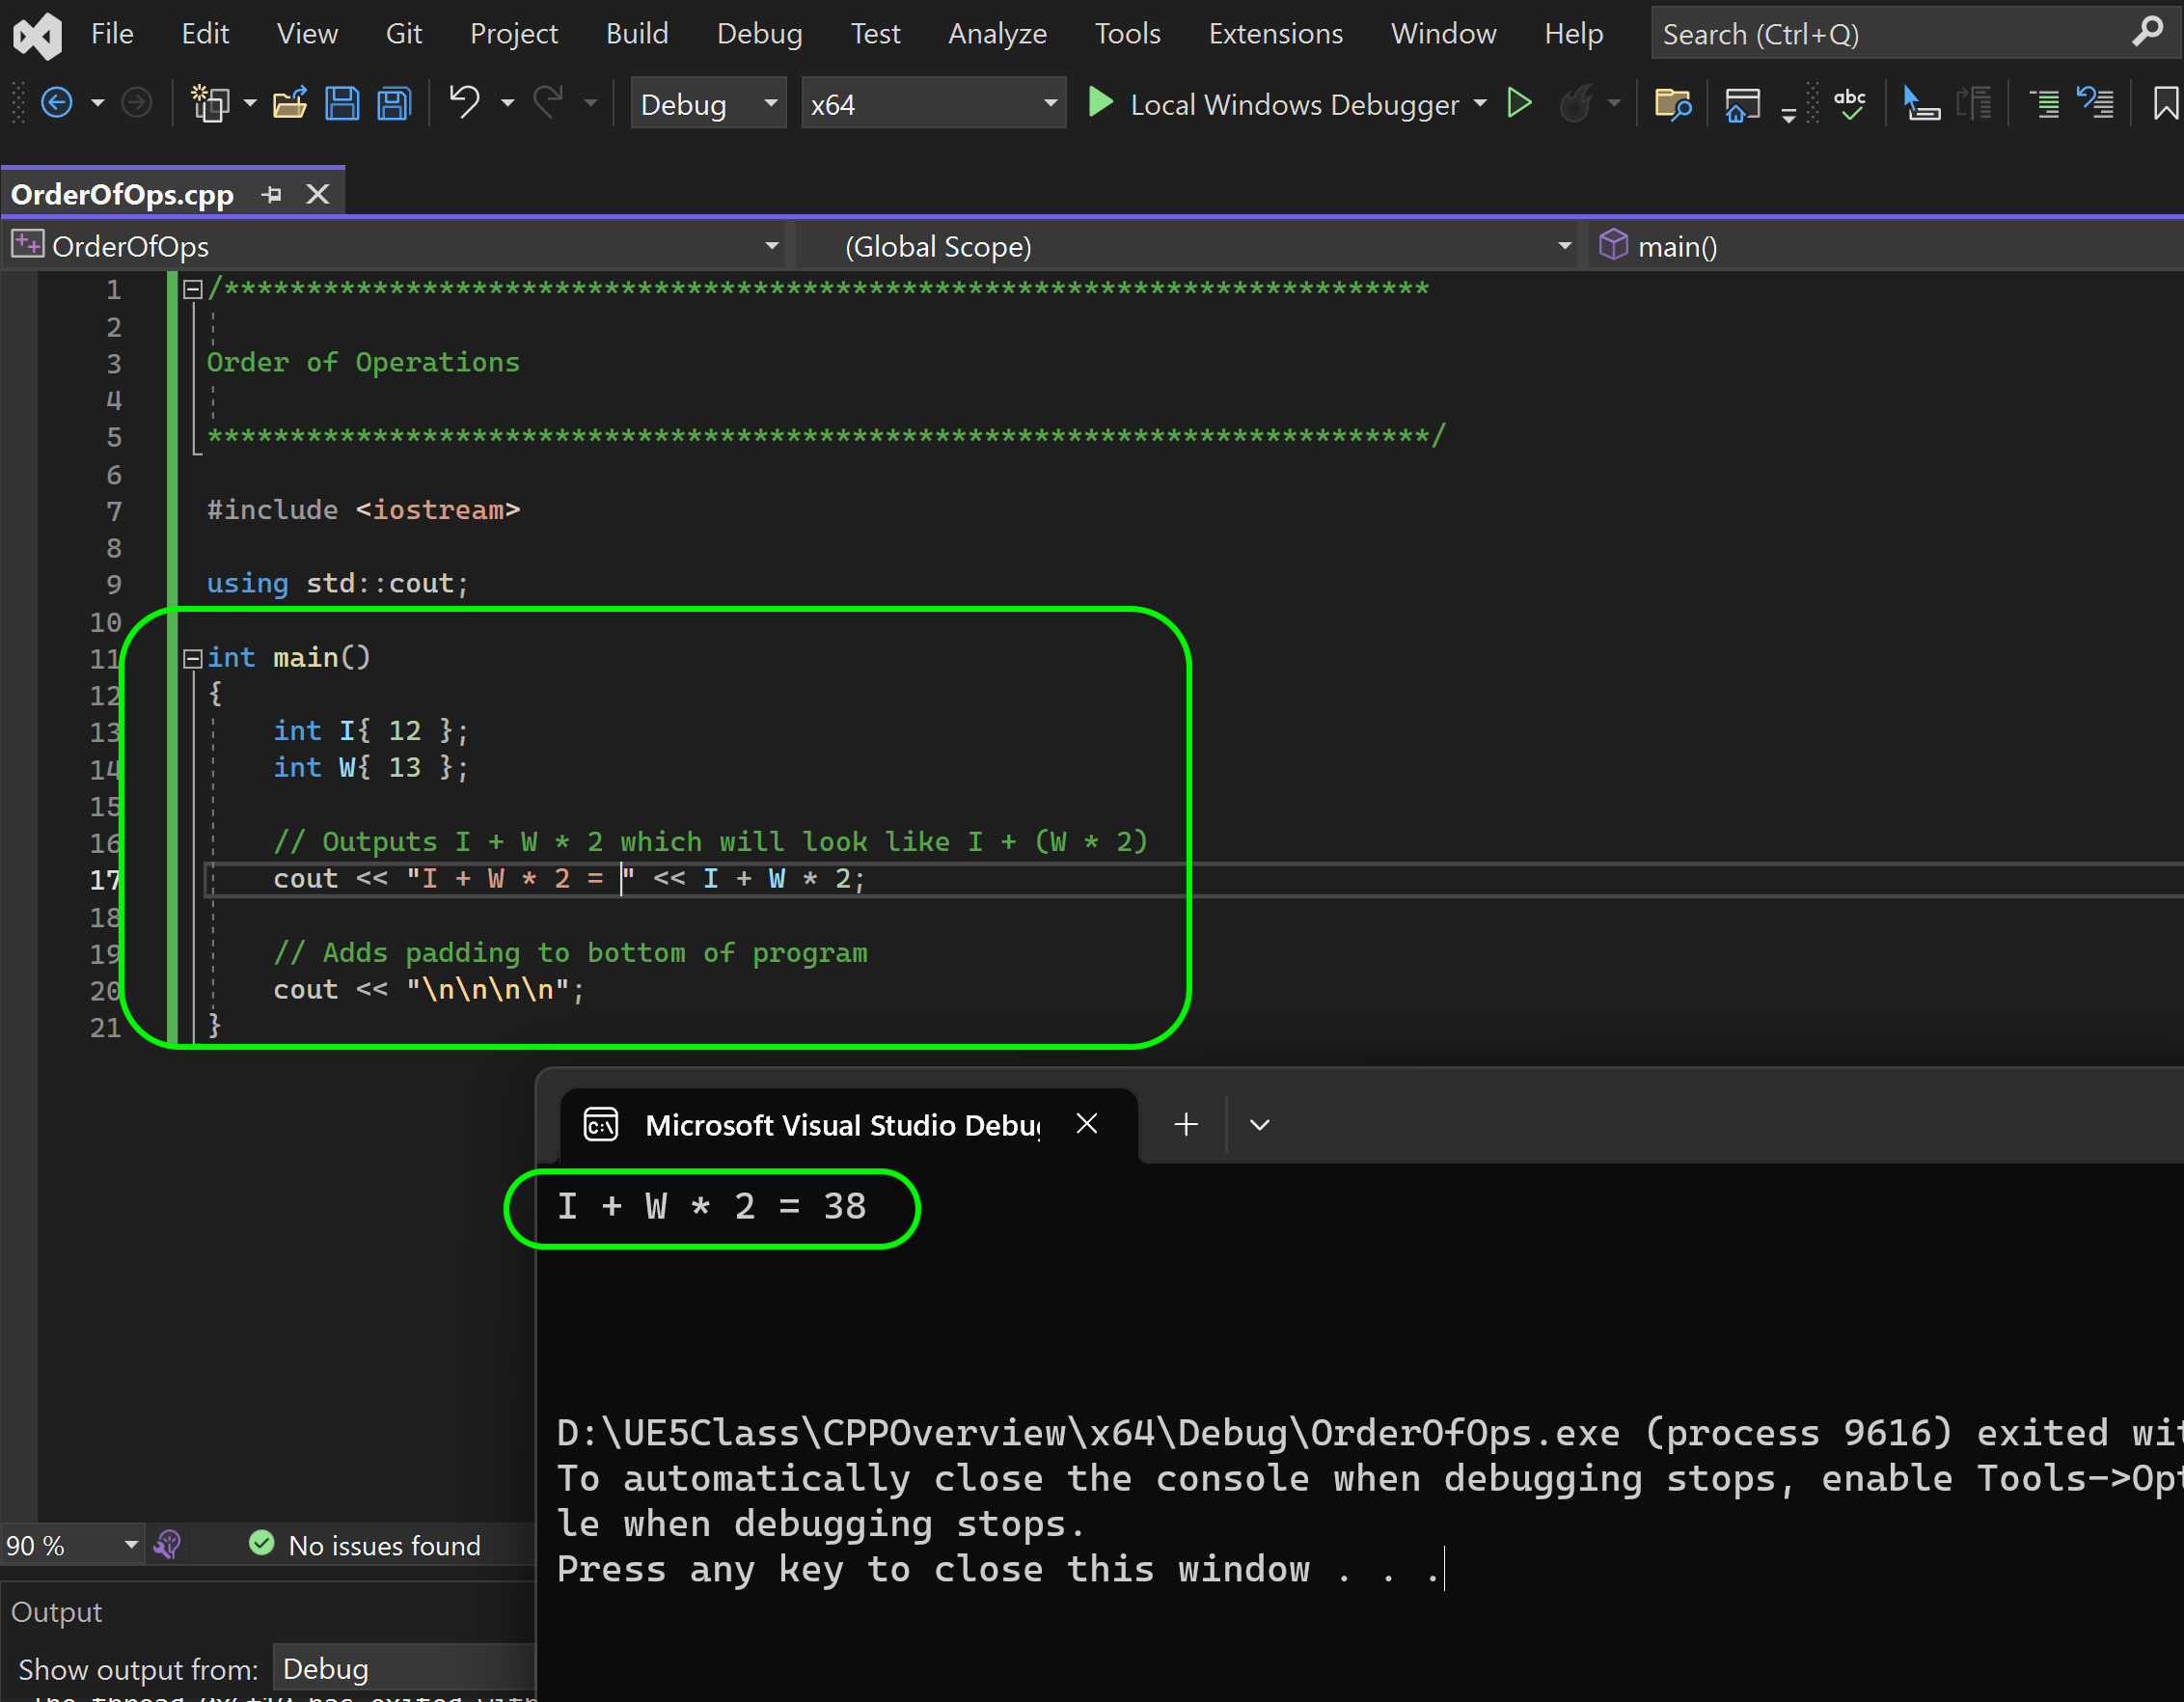 File Edit View Git Project Build Debug Test Analyze Tools Extensions Window Help Search (Ctrl+Q)
Debug x64 Local Windows Debugger abc
OrderOfOps.cpp
OrderOfOps (Global Scope) main()
1 /*************************************************************************
2
3 Order of Operations
4
5 **************************************************************************/
6
7 #include <iostream>
8
9 using std::cout;
10
11 int main()
12 {
13 int I{ 12 };
14 int W{ 13 };
15
16 // Outputs I + W * 2 which will look like I + (W * 2)
17 cout << "I + W * 2 = " << I + W * 2;
18
19 // Adds padding to bottom of program
20 cout << "\n\n\n\n";
21 }
Microsoft Visual Studio Debug
I + W * 2 = 38
D:\UE5Class\CPPOverview\x64\Debug\OrderOfOps.exe (process 9616) exited wit
To automatically close the console when debugging stops, enable Tools->Opt
le when debugging stops.
Press any key to close this window . . .
90 % No issues found
Output
Show output from: Debug